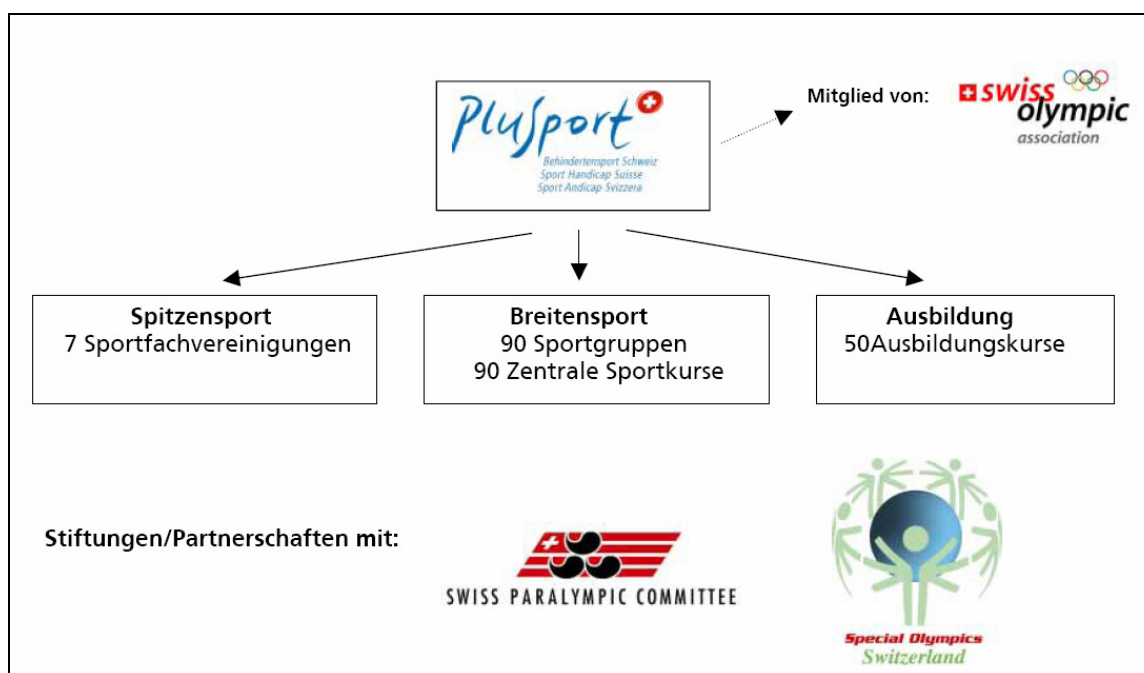 PluSport
Behindertensport Schweiz
Sport Handicap Suisse
Sport Andicap Svizzera
Mitglied von:
swiss
olympic
association
Spitzensport
7 Sportfachvereinigungen
Breitensport
90 Sportgruppen
90 Zentrale Sportkurse
Ausbildung
50Ausbildungskurse
Stiftungen/Partnerschaften mit:
SWISS PARALYMPIC COMMITTEE
Special Olympics
Switzerland